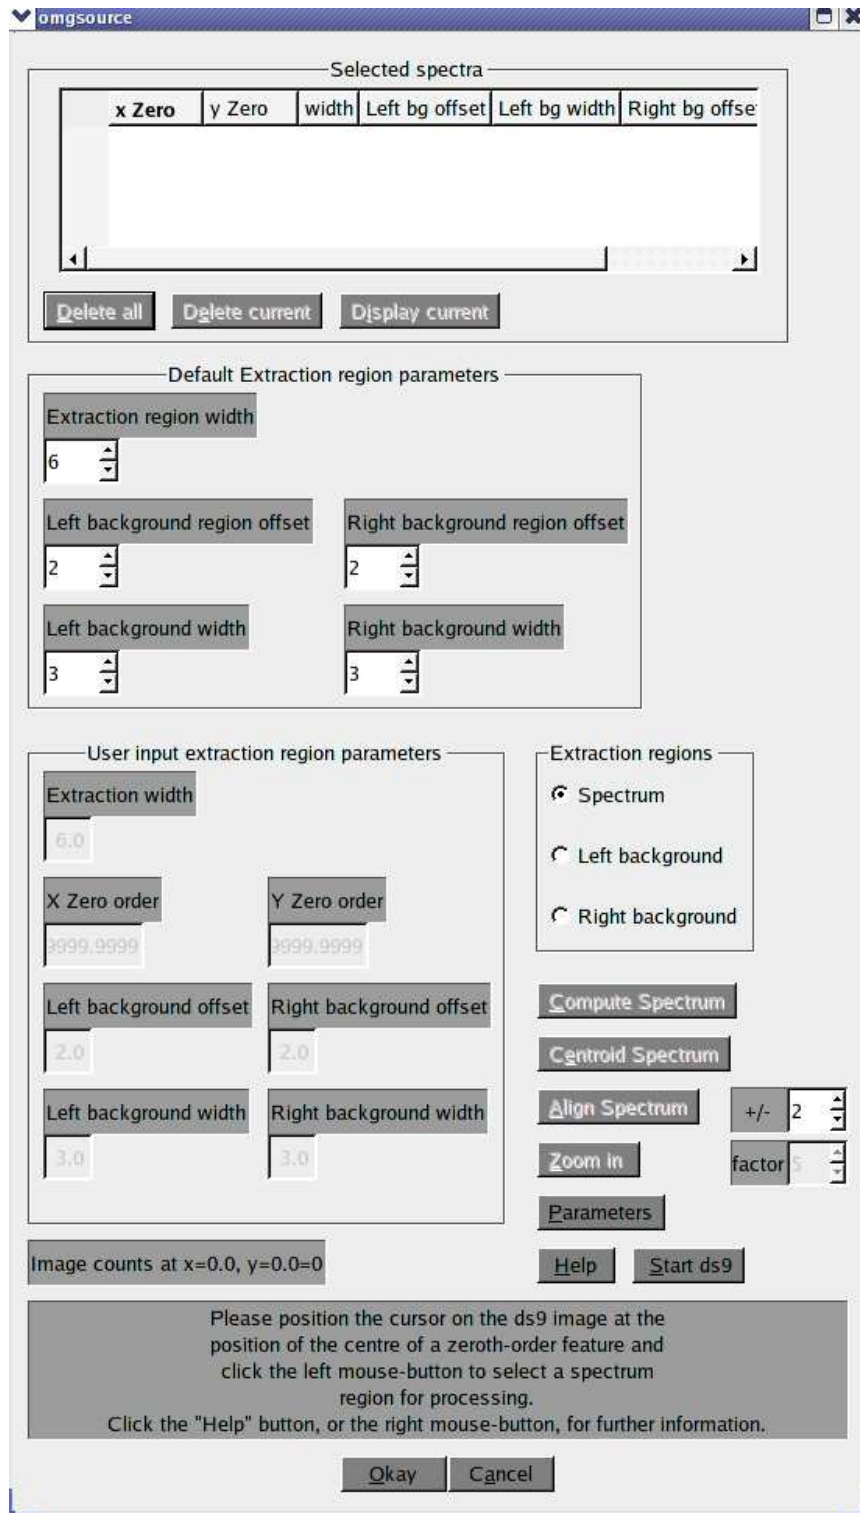 omgsource
Selected spectra
x Zero y Zero width Left bg offset Left bg width Right bg offse
Delete all Delete current Display current
Default Extraction region parameters
Extraction region width
6
Left background region offset Right background region offset
2 2
Left background width Right background width
3 3
User input extraction region parameters
Extraction width
6.0
X Zero order Y Zero order
9999.9999 9999.9999
Left background offset Right background offset
2.0 2.0
Left background width Right background width
3.0 3.0
Extraction regions
Spectrum
Left background
Right background
Compute Spectrum
Centroid Spectrum
Align Spectrum +/- 2
Zoom in factor 5
Parameters
Image counts at x=0.0, y=0.0=0
Help Start ds9
Please position the cursor on the ds9 image at the
position of the centre of a zeroth-order feature and
click the left mouse-button to select a spectrum
region for processing.
Click the "Help" button, or the right mouse-button, for further information.
Okay Cancel